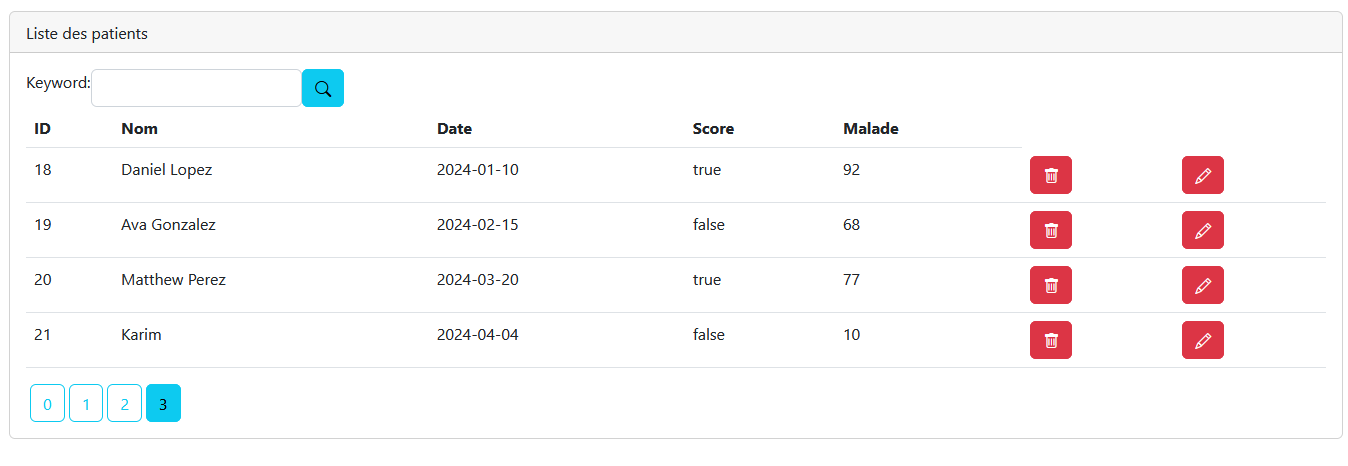 Liste des patients
Keyword:
ID Nom Date Score Malade
18 Daniel Lopez 2024-01-10 true 92
19 Ava Gonzalez 2024-02-15 false 68
20 Matthew Perez 2024-03-20 true 77
21 Karim 2024-04-04 false 10
0 1 2 3